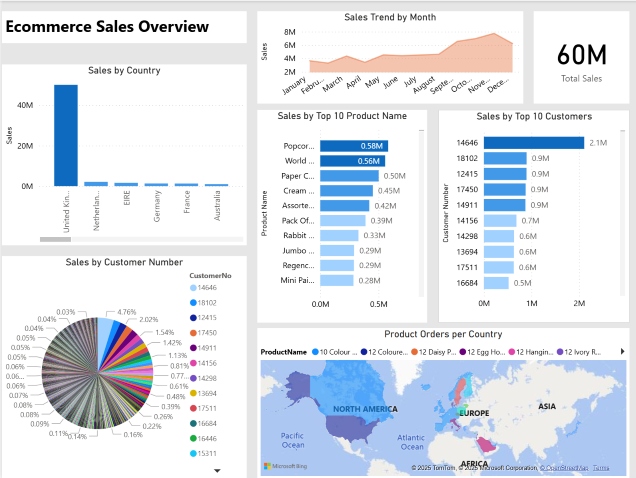 Ecommerce Sales Overview
Sales Trend by Month
8M
6M
4M
2M
Sales
January
Febru...
March
April
May
June
July
August
Septe...
Octo...
Nove...
Dece...
60M
Total Sales
Sales by Country
40M
20M
0M
Sales
United Kin...
Netherlan...
EIRE
Germany
France
Australia
Sales by Top 10 Product Name
Product Name
Popcor... 0.58M
World ... 0.56M
Paper C... 0.50M
Cream ... 0.45M
Assorte... 0.42M
Pack Of... 0.39M
Rabbit ... 0.33M
Jumbo ... 0.29M
Regenc... 0.29M
Mini Pai... 0.28M
0.0M 0.5M
Sales by Top 10 Customers
Customer Number
14646 2.1M
18102 0.9M
12415 0.9M
17450 0.9M
14911 0.9M
14156 0.7M
14298 0.6M
13694 0.6M
17511 0.6M
16684 0.5M
0M 1M 2M
Sales by Customer Number
0.03%
0.04%
0.04%
0.05%
0.05%
0.05%
0.06%
0.06...
0.07%
0.08%
0.08%
0.09%
0.11%
0.14%
4.76%
2.02%
1.54%
1.42%
1.13%
0.81%
0.77...
0.61%
0.48%
0.39%
0.26%
0.22%
0.16%
CustomerNo
14646
18102
12415
17450
14911
14156
14298
13694
17511
16684
16446
15311
Product Orders per Country
ProductName 10 Colour ... 12 Coloure... 12 Daisy P... 12 Egg Ho... 12 Hangin... 12 Ivory R...
NORTH AMERICA
EUROPE
ASIA
AFRICA
Pacific
Ocean
Atlantic
Ocean
Microsoft Bing
© 2025 TomTom, © 2025 Microsoft Corporation, © OpenStreetMap Terms